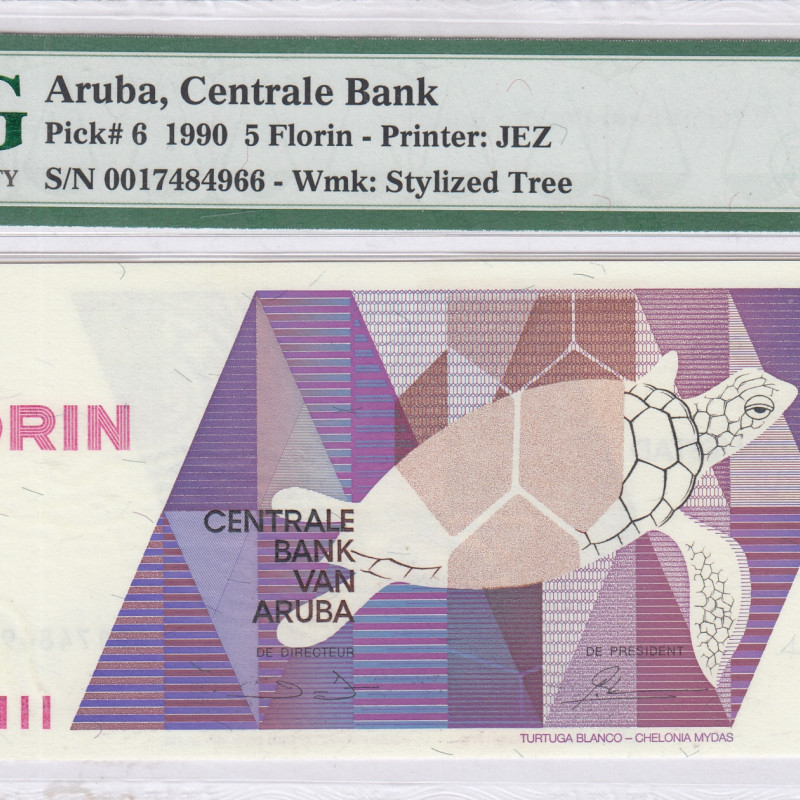 G
TY
Aruba, Centrale Bank
Pick# 6 1990 5 Florin - Printer: JEZ
S/N 0017484966 - Wmk: Stylized Tree
ORIN
CENTRALE
BANK
VAN
ARUBA
DE DIRECTEUR
DE PRESIDENT
TURTUGA BLANCO – CHELONIA MYDAS